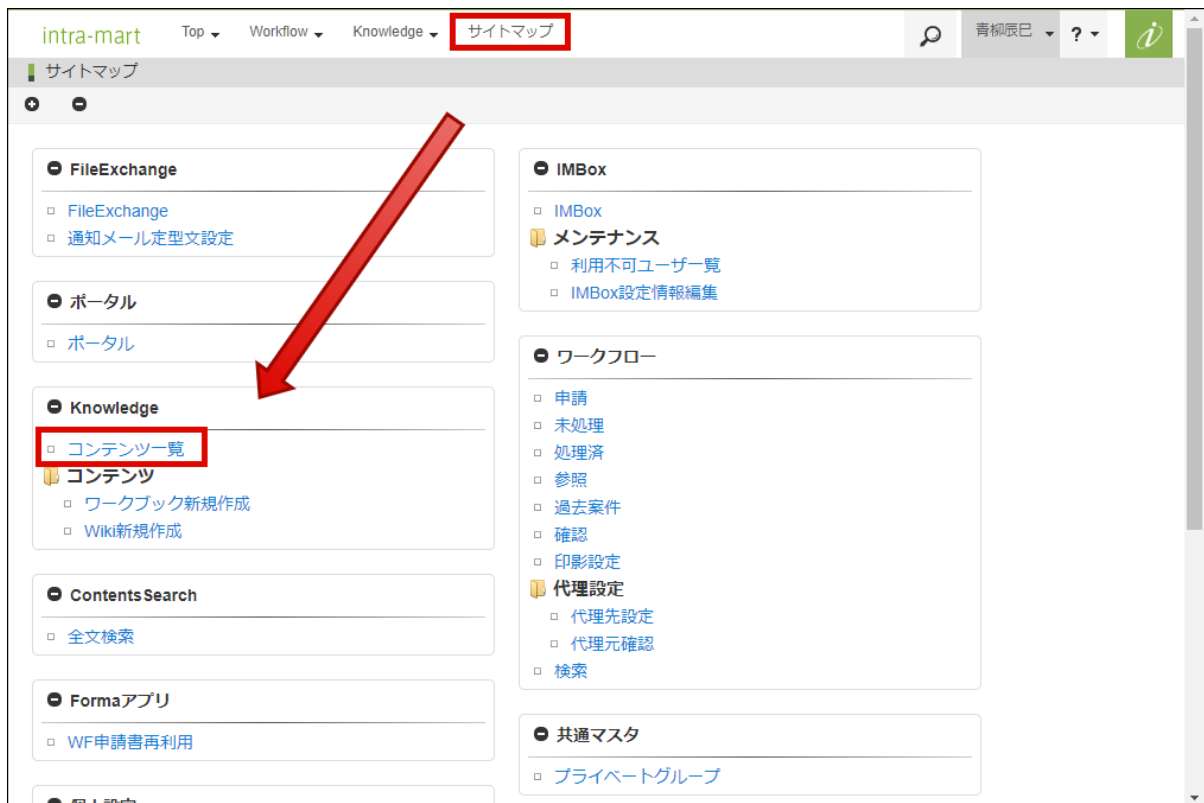 intra-mart Top Workflow Knowledge サイトマップ 青柳辰巳 ?
サイトマップ
FileExchange
FileExchange
通知メール定型文設定
ポータル
ポータル
Knowledge
コンテンツ一覧
コンテンツ
ワークブック新規作成
Wiki新規作成
ContentsSearch
全文検索
Formaアプリ
WF申請書再利用
IMBox
IMBox
メンテナンス
利用不可ユーザ一覧
IMBox設定情報編集
ワークフロー
申請
未処理
処理済
参照
過去案件
確認
印影設定
代理設定
代理先設定
代理元確認
検索
共通マスタ
プライベートグループ